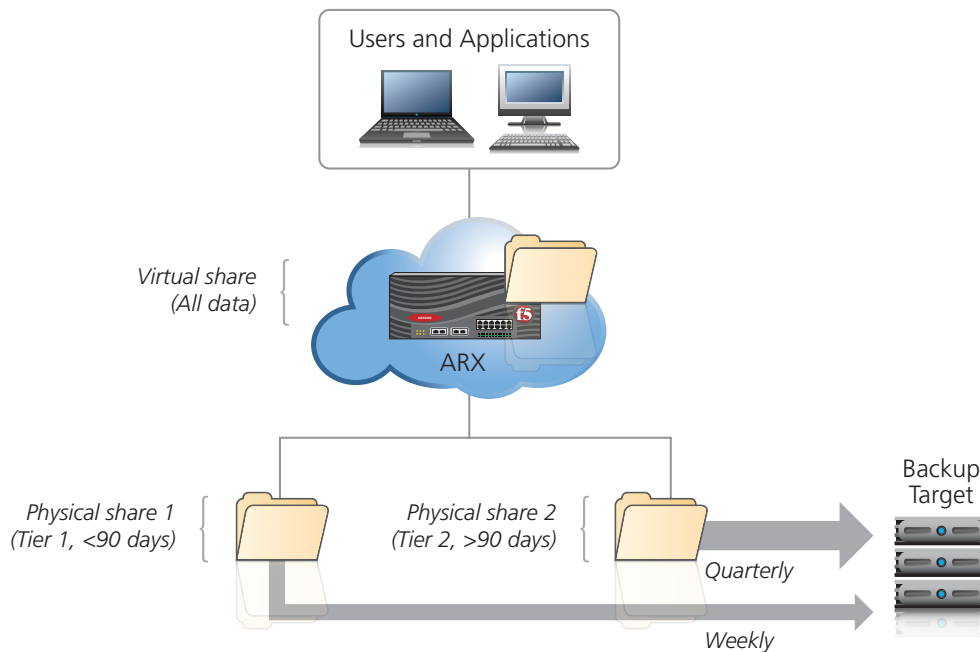 Users and Applications
Virtual share
(All data)
f5
ARX
Physical share 1
(Tier 1, <90 days)
Physical share 2
(Tier 2, >90 days)
Backup
Target
Quarterly
Weekly